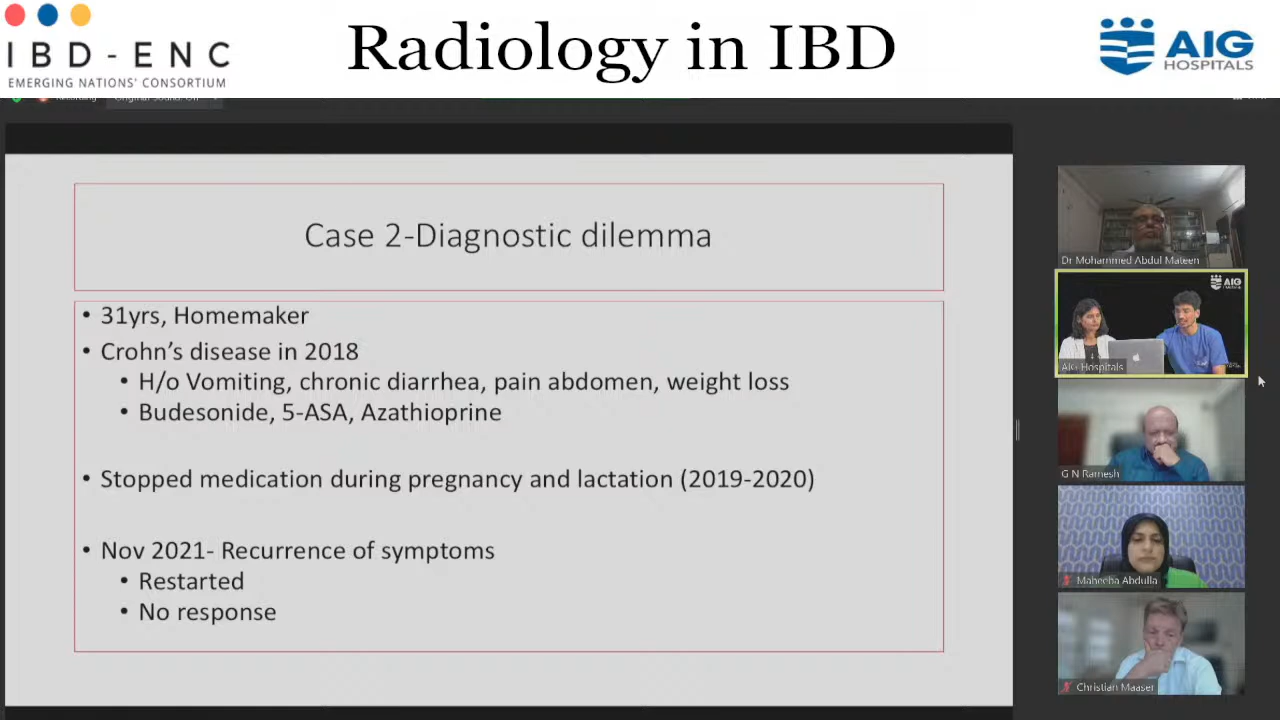 IBD-ENC
EMERGING NATIONS' CONSORTIUM
Radiology in IBD
AIG
HOSPITALS
Case 2-Diagnostic dilemma
• 31yrs, Homemaker
• Crohn's disease in 2018
• H/o Vomiting, chronic diarrhea, pain abdomen, weight loss
• Budesonide, 5-ASA, Azathioprine
• Stopped medication during pregnancy and lactation (2019-2020)
• Nov 2021- Recurrence of symptoms
• Restarted
• No response
Dr Mohammed Abdul Mateen
AIG
AIG Hospitals
G N Ramesh
Maheeba Abdulla
Christian Maaser